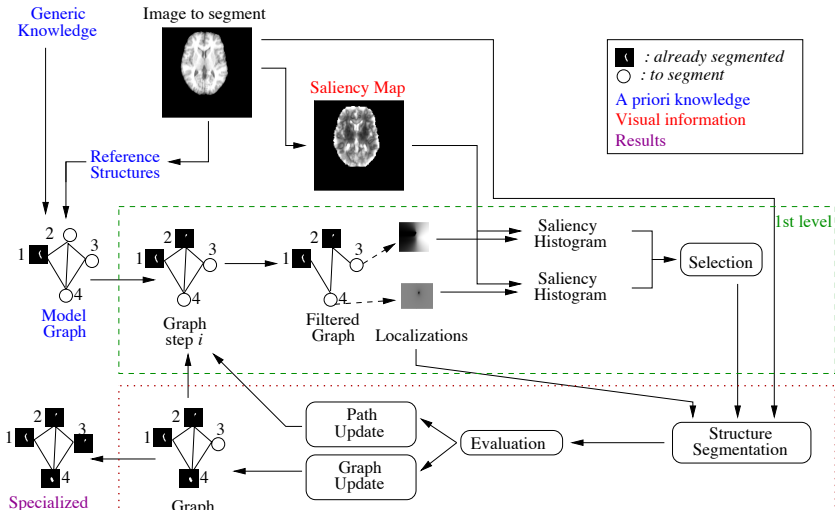 Generic
Knowledge
Image to segment
Saliency Map
: already segmented
: to segment
A priori knowledge
Visual information
Results
Reference
Structures
1st level
2
1
3
4
Model
Graph
2
1
3
4
Graph
step i
2
1
3
4
Filtered
Graph
Localizations
Saliency
Histogram
Saliency
Histogram
Selection
Path
Update
Graph
Update
Evaluation
Structure
Segmentation
2
1
3
4
Specialized
2
1
3
4
Graph